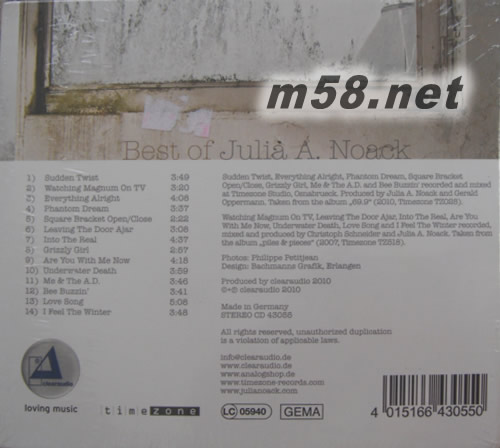 m58.net
Best of Julia A. Noack
1) Sudden Twist 3:49
2) Watching Magnum On TV 3:20
3) Everything Alright 4:08
4) Phantom Dream 3:37
5) Square Bracket Open/Close 2:22
6) Leaving The Door Ajar 3:08
7) Into The Real 4:37
8) Grizzly Girl 2:57
9) Are You With Me Now 4:18
10) Underwater Death 3:59
11) Me & The A.D. 3:46
12) Bee Buzzin' 3:41
13) Love Song 5:08
14) I Feel The Winter 3:48
Sudden Twist, Everything Alright, Phantom Dream, Square Bracket
Open/Close, Grizzly Girl, Me & The A.D. and Bee Buzzin' recorded and mixed at
Timezone Studio, Osnabrueck. Produced by Julia A. Noack and Gerald
Oppermann. Taken from the album „69.9" (2010, Timezone TZ028)
Watching Magnum On TV, Leaving The Door Ajar, Into The Real, Are You
With Me Now, Underwater Death, Love Song and I Feel The Winter recorded,
mixed and produced by Christoph Schneider and Julia A. Noack. Taken from
the album „piles & pieces" (2007, Timezone TZ518).
Photos: Philippe Petitjean
Design: Bachmanns Grafik, Erlangen
Produced by clearaudio 2010
©℗ clearaudio 2010
Made in Germany
STEREO CD 43055
All rights reserved, unauthorized duplication
is a violation of applicable laws.
info@clearaudio.de
www.clearaudio.de
www.analogshop.de
www.timezone-records.com
www.julianoack.com
clearaudio
loving music
timezone
LC 05940
GEMA
4 015166 430550